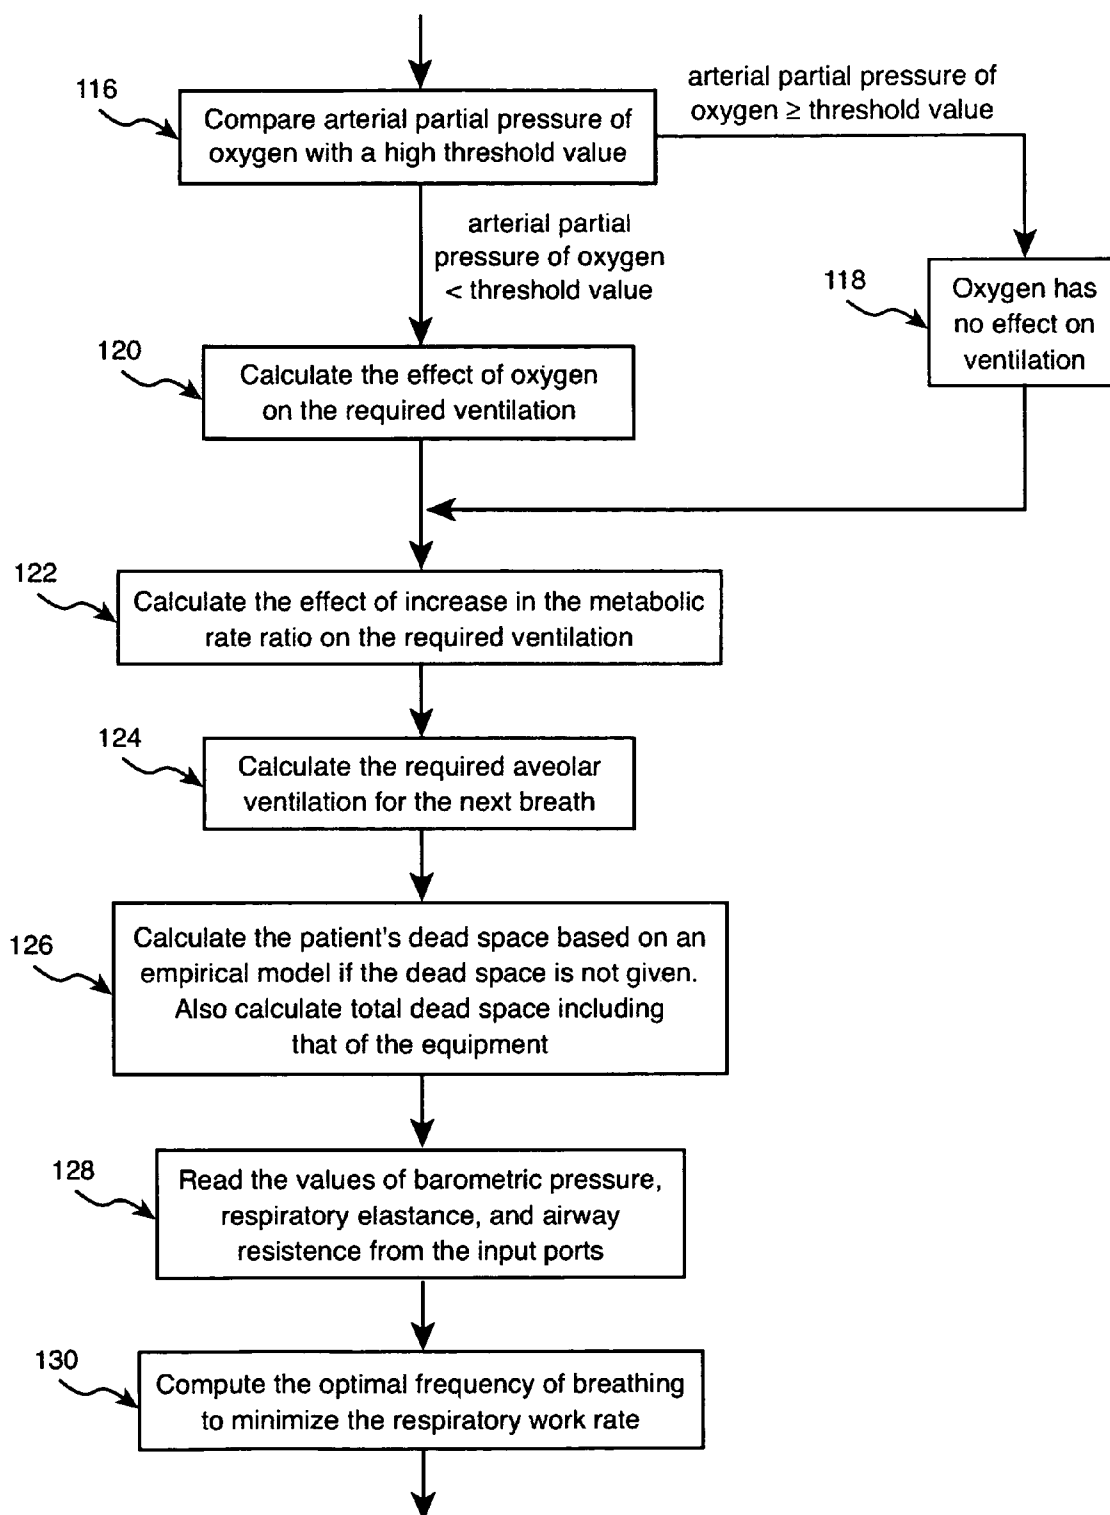 116
Compare arterial partial pressure of
oxygen with a high threshold value
arterial partial pressure of
oxygen ≥ threshold value
arterial partial
pressure of oxygen
< threshold value
118
Oxygen has
no effect on
ventilation
120
Calculate the effect of oxygen
on the required ventilation
122
Calculate the effect of increase in the metabolic
rate ratio on the required ventilation
124
Calculate the required aveolar
ventilation for the next breath
126
Calculate the patient's dead space based on an
empirical model if the dead space is not given.
Also calculate total dead space including
that of the equipment
128
Read the values of barometric pressure,
respiratory elastance, and airway
resistence from the input ports
130
Compute the optimal frequency of breathing
to minimize the respiratory work rate